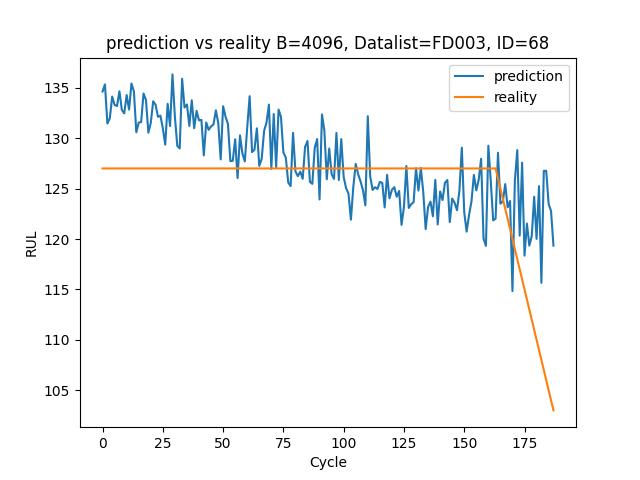 prediction vs reality B=4096, Datalist=FD003, ID=68
prediction
reality
135
130
125
120
115
110
105
RUL
0 25 50 75 100 125 150 175
Cycle